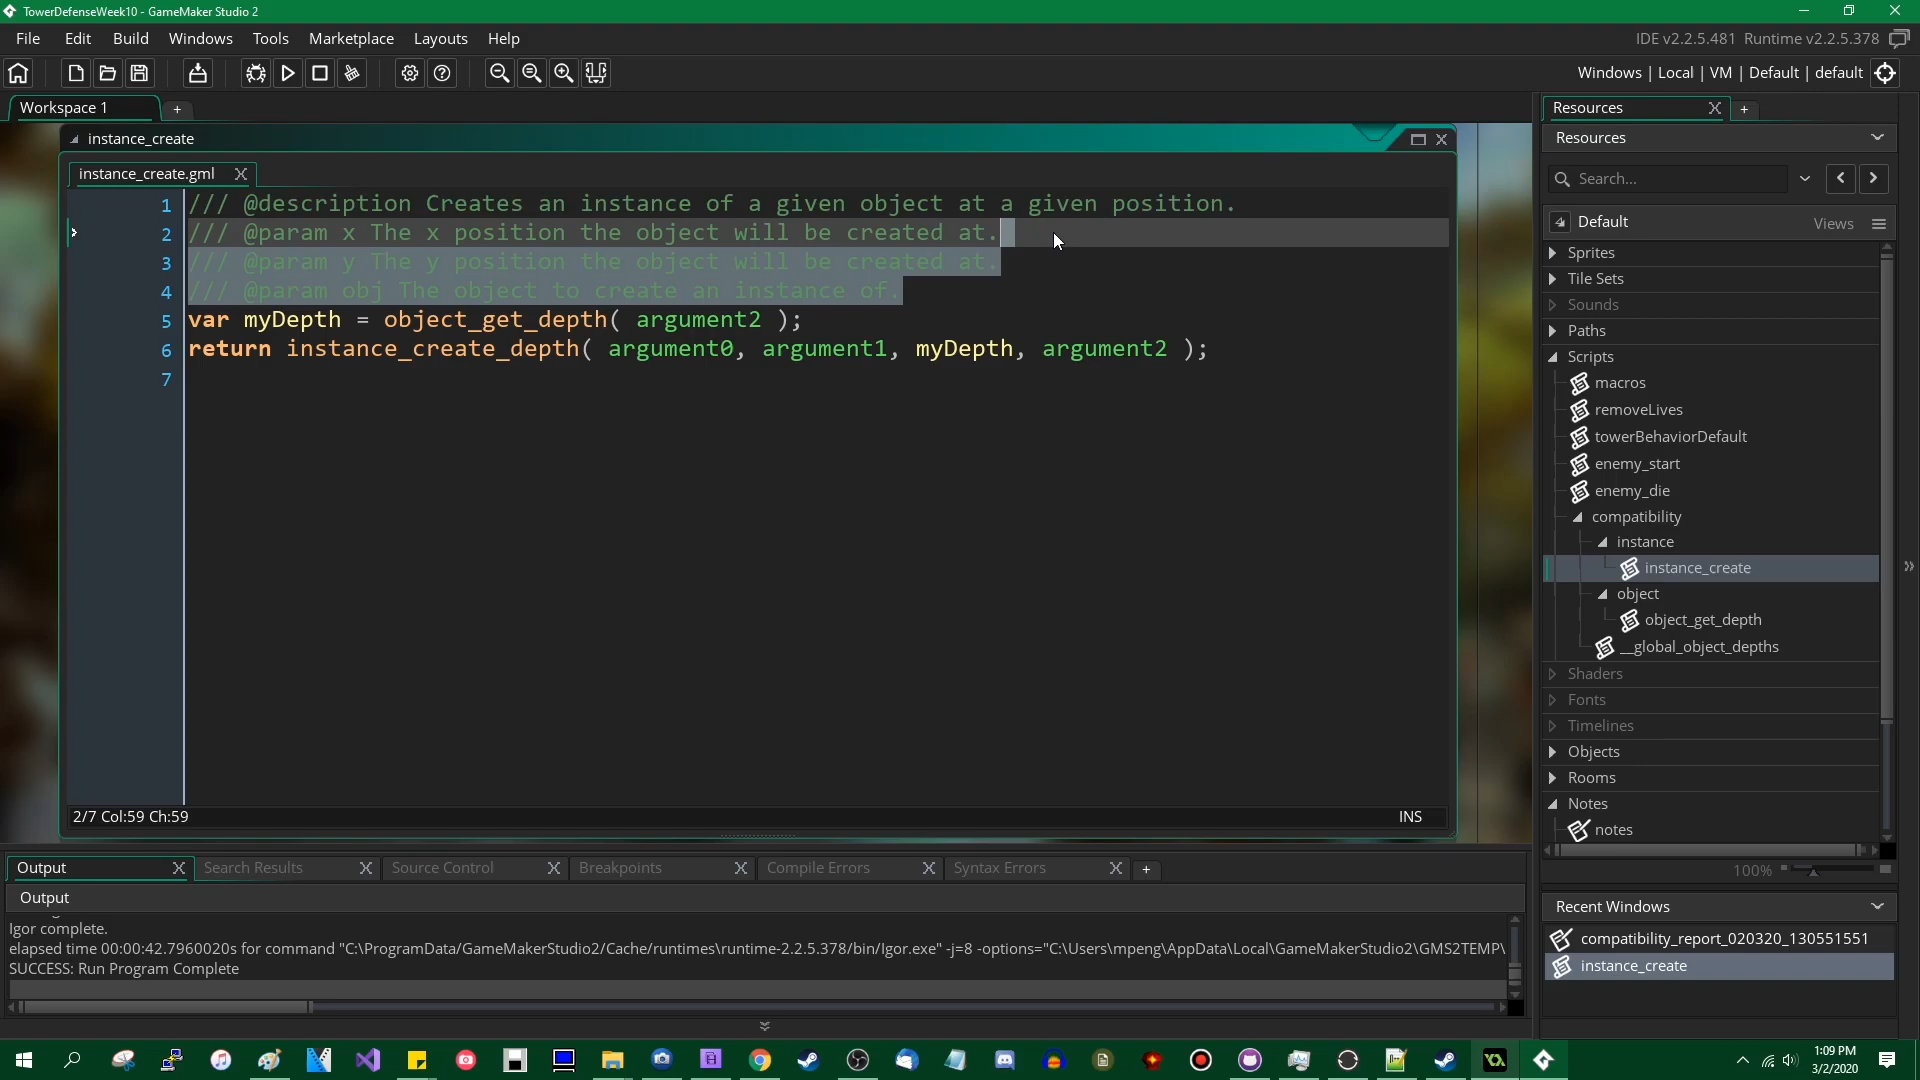 TowerDefenseWeek10 - GameMaker Studio 2
File Edit Build Windows Tools Marketplace Layouts Help
IDE v2.2.5.481 Runtime v2.2.5.378
Windows | Local | VM | Default | default
Workspace 1
instance_create
instance_create.gml
1 /// @description Creates an instance of a given object at a given position.
2 /// @param x The x position the object will be created at.
3 /// @param y The y position the object will be created at.
4 /// @param obj The object to create an instance of.
5 var myDepth = object_get_depth( argument2 );
6 return instance_create_depth( argument0, argument1, myDepth, argument2 );
7
2/7 Col:59 Ch:59
INS
Resources
Resources
Search...
Default
Views
Sprites
Tile Sets
Sounds
Paths
Scripts
macros
removeLives
towerBehaviorDefault
enemy_start
enemy_die
compatibility
instance
instance_create
object
object_get_depth
__global_object_depths
Shaders
Fonts
Timelines
Objects
Rooms
Notes
notes
100%
Recent Windows
compatibility_report_020320_130551551
instance_create
Output Search Results Source Control Breakpoints Compile Errors Syntax Errors
Output
Igor complete.
elapsed time 00:00:42.7960020s for command "C:\ProgramData/GameMakerStudio2/Cache/runtimes\runtime-2.2.5.378/bin/Igor.exe" -j=8 -options="C:\Users\mpeng\AppData\Local\GameMakerStudio2\GMS2TEMP\
SUCCESS: Run Program Complete
1:09 PM
3/2/2020